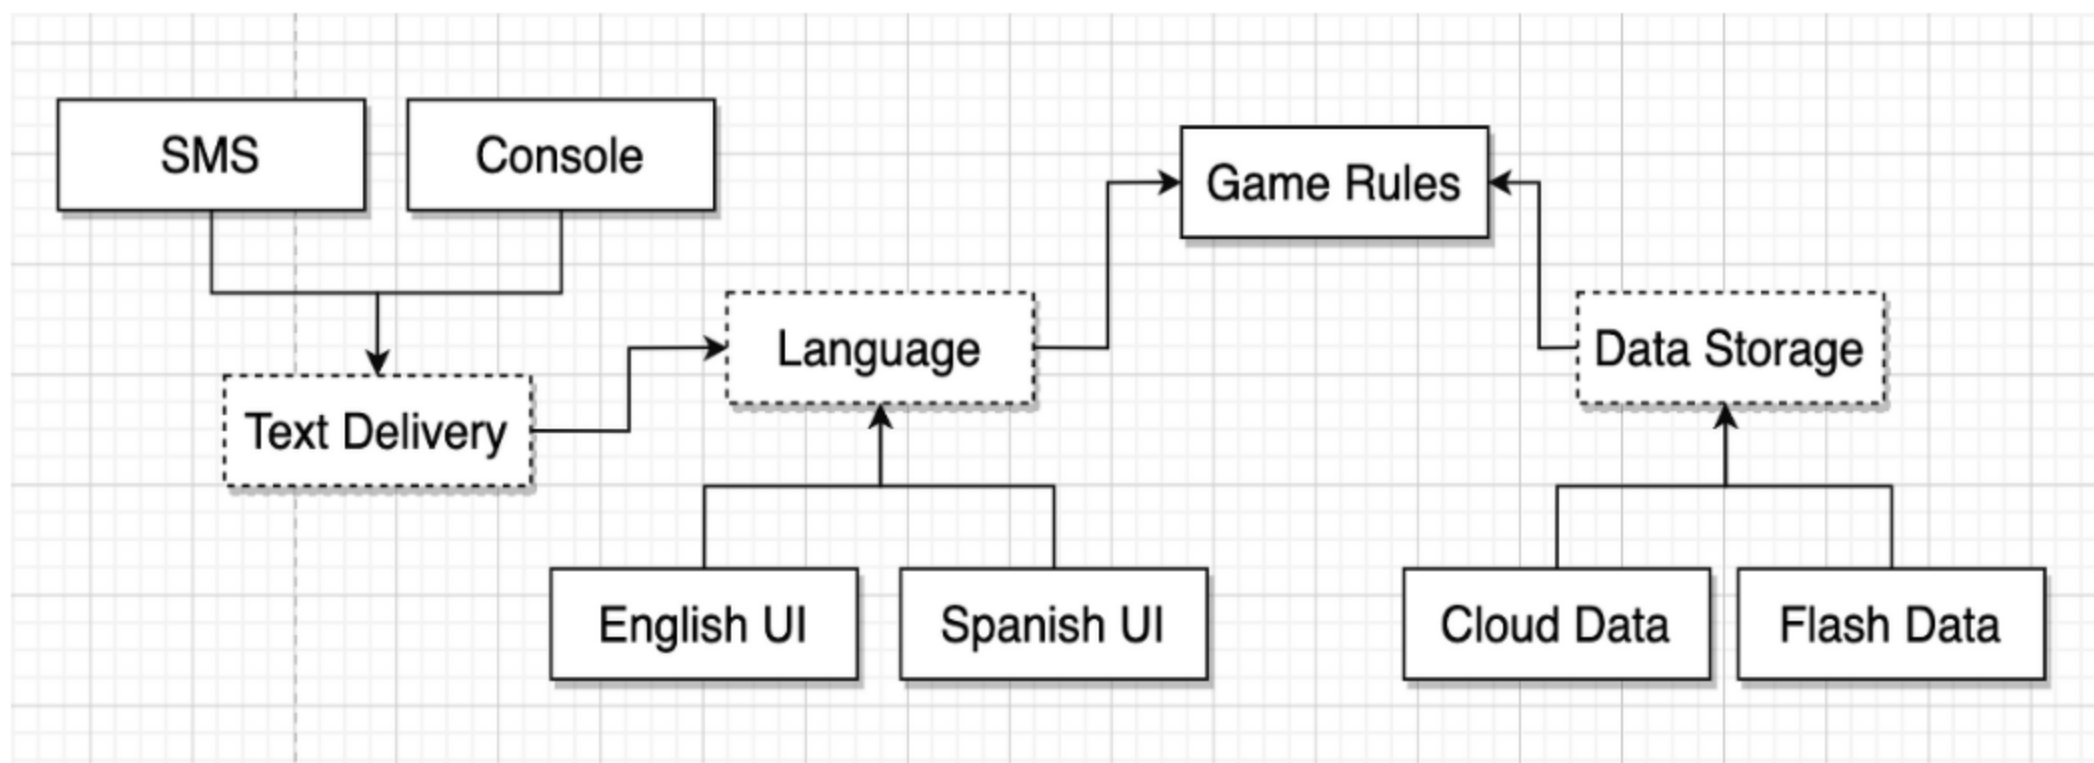 SMS
Console
Game Rules
Language
Data Storage
Text Delivery
English UI
Spanish UI
Cloud Data
Flash Data